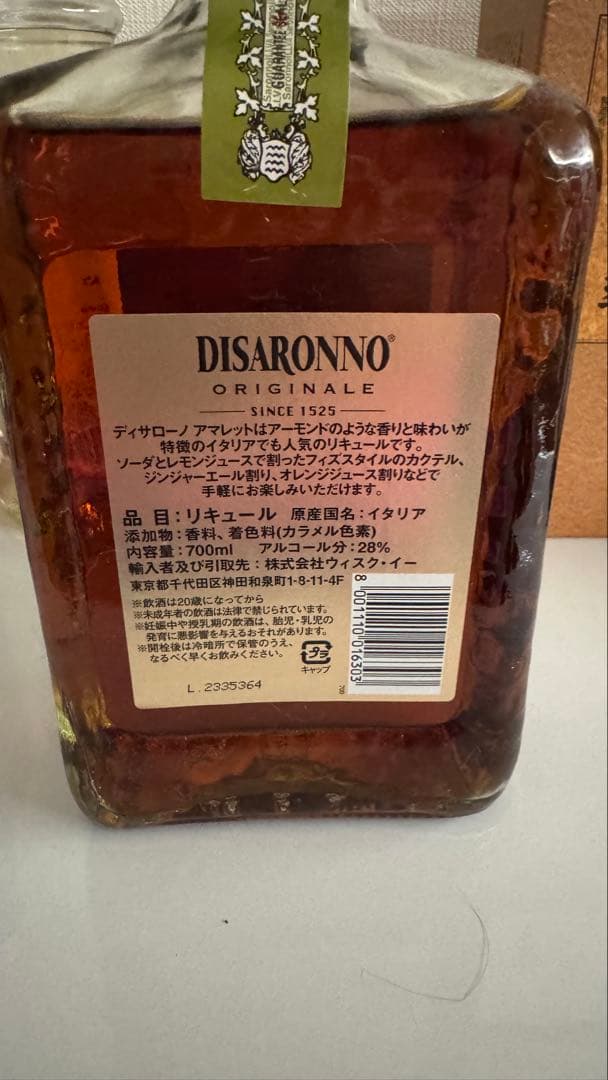 GUARANTEE
DISARONNO®
ORIGINALE
SINCE 1525
ディサローノ アマレットはアーモンドのような香りと味わいが
特徴のイタリアでも人気のリキュールです。
ソーダとレモンジュースで割ったフィズスタイルのカクテル、
ジンジャーエール割り、オレンジジュース割りなどで
手軽にお楽しみいただけます。
品 目：リキュール 原産国名：イタリア
添加物：香料、着色料(カラメル色素)
内容量：700ml アルコール分：28%
輸入者及び引取先：株式会社ウィスク・イー
東京都千代田区神田和泉町1-8-11-4F
※飲酒は20歳になってから
※未成年者の飲酒は法律で禁じられています。
※妊娠中や授乳期の飲酒は、胎児・乳児の
発育に悪影響を与えるおそれがあります。
※開栓後は冷暗所で保管のうえ、
なるべく早くお飲みください。
プラ
キャップ
8 001110 016303
L.2335364